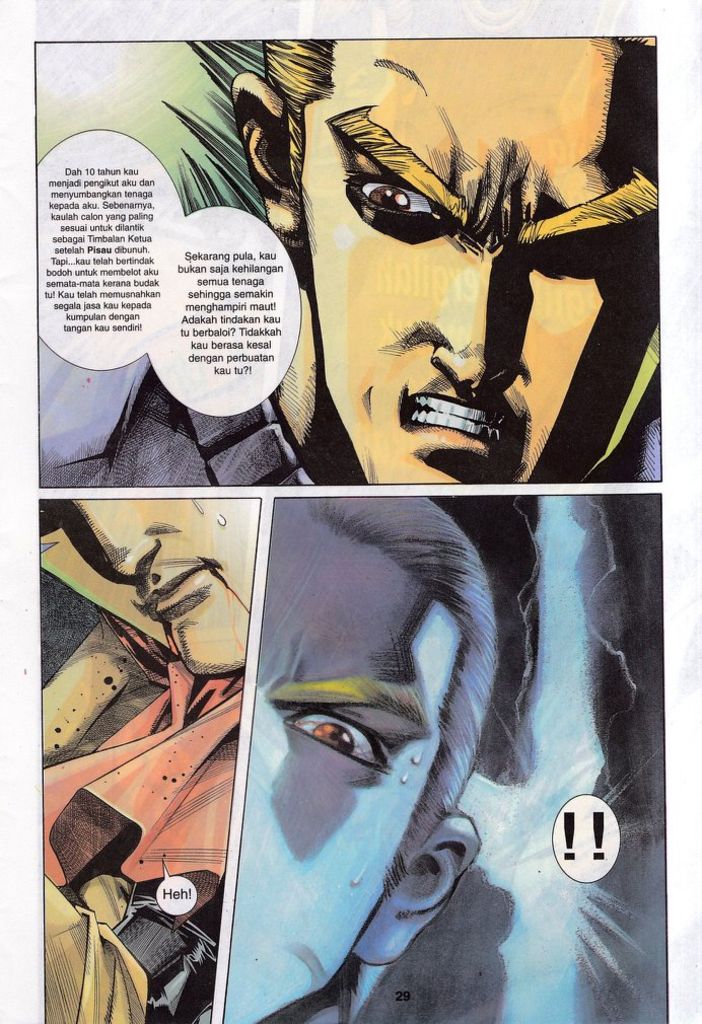 Dah 10 tahun kau
menjadi pengikut aku dan
menyumbangkan tenaga
kepada aku. Sebenarnya,
kaulah calon yang paling
sesuai untuk dilantik
sebagai Timbalan Ketua
setelah Pisau dibunuh.
Tapi...kau telah bertindak
bodoh untuk membelot aku
semata-mata kerana budak
tu! Kau telah memusnahkan
segala jasa kau kepada
kumpulan dengan
tangan kau sendiri!
Sekarang pula, kau
bukan saja kehilangan
semua tenaga
sehingga semakin
menghampiri maut!
Adakah tindakan kau
tu berbaloi? Tidakkah
kau berasa kesal
dengan perbuatan
kau tu?!
Heh!
!!
29